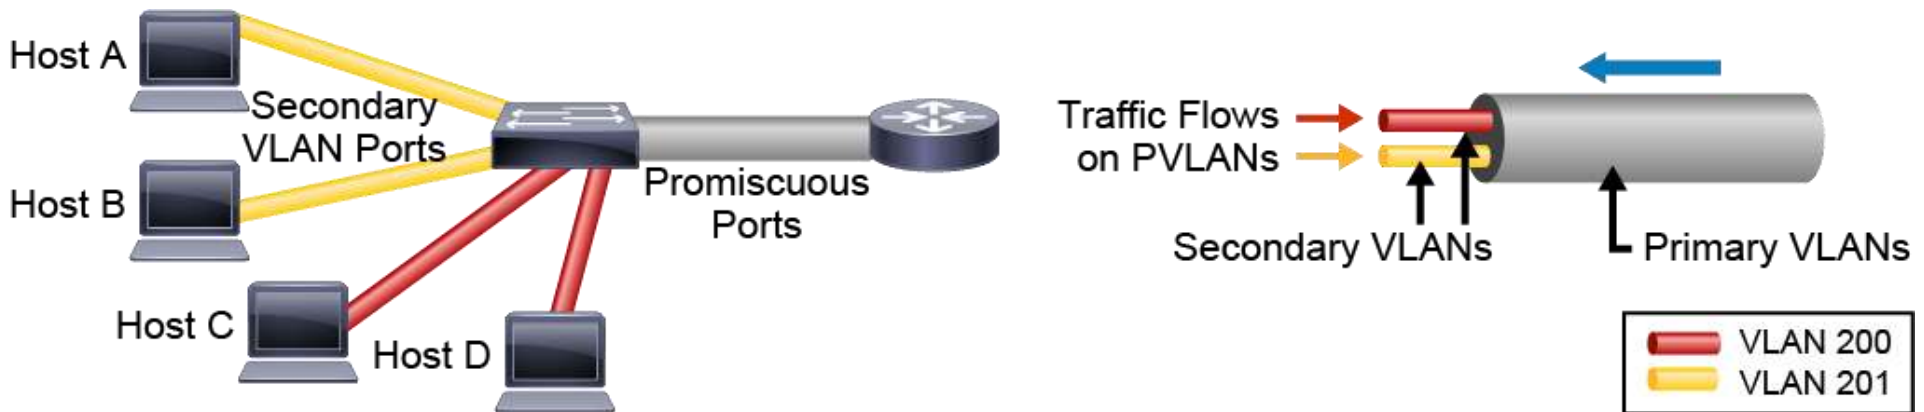 Host A
Secondary
VLAN Ports
Host B
Host C
Host D
Promiscuous
Ports
Traffic Flows
on PVLANs
Secondary VLANs
Primary VLANs
VLAN 200
VLAN 201